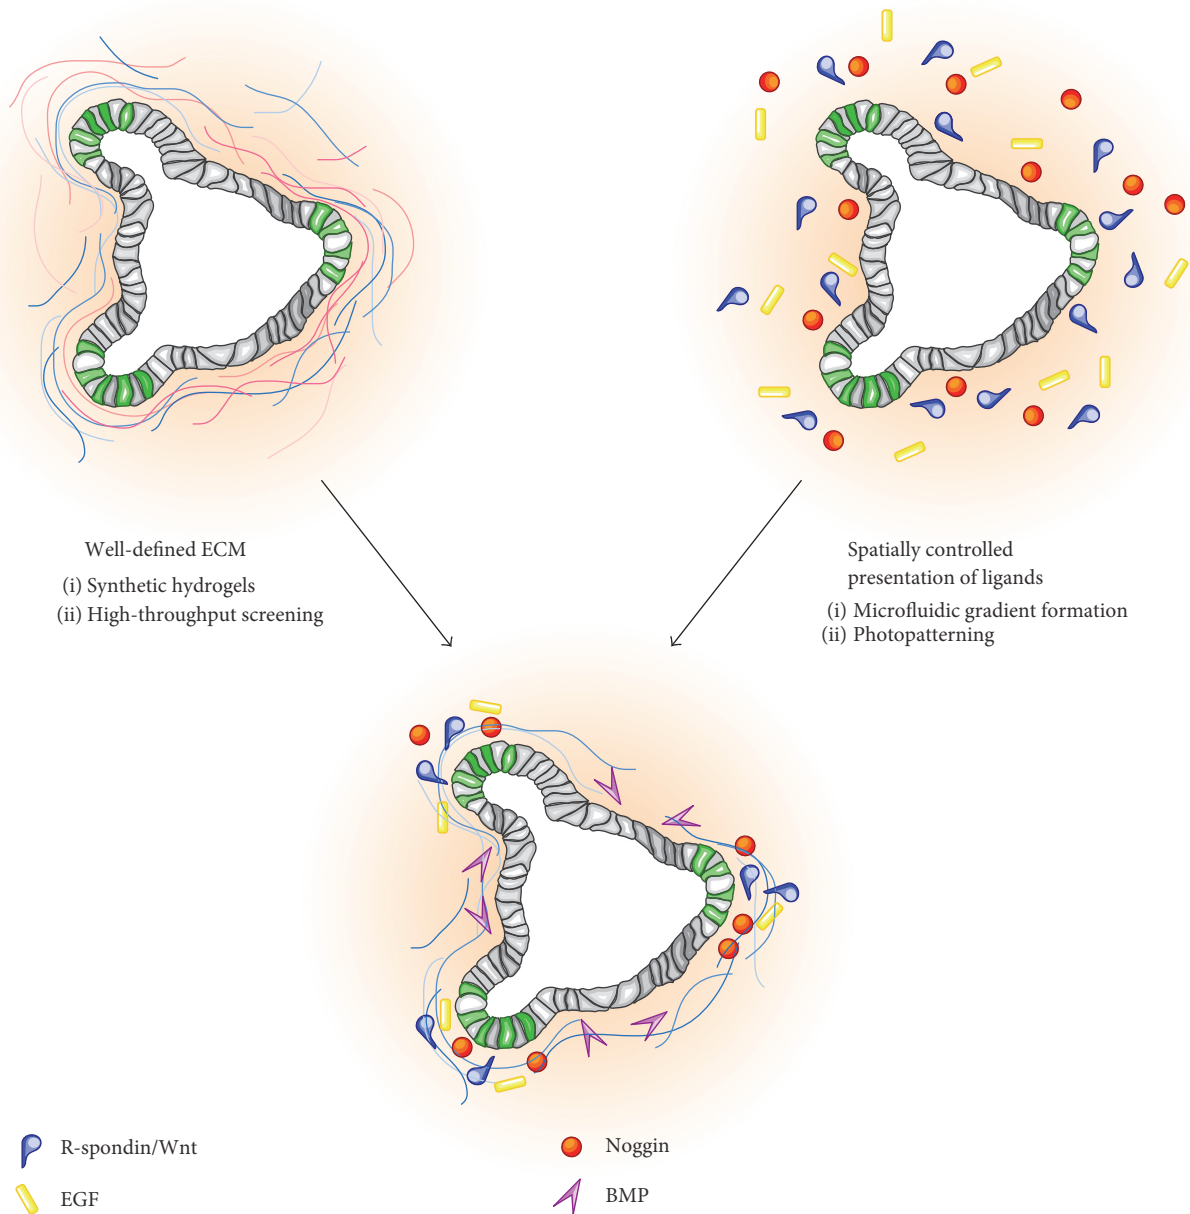 Well-defined ECM
(i) Synthetic hydrogels
(ii) High-throughput screening
Spatially controlled
presentation of ligands
(i) Microfluidic gradient formation
(ii) Photopatterning
R-spondin/Wnt
EGF
Noggin
BMP